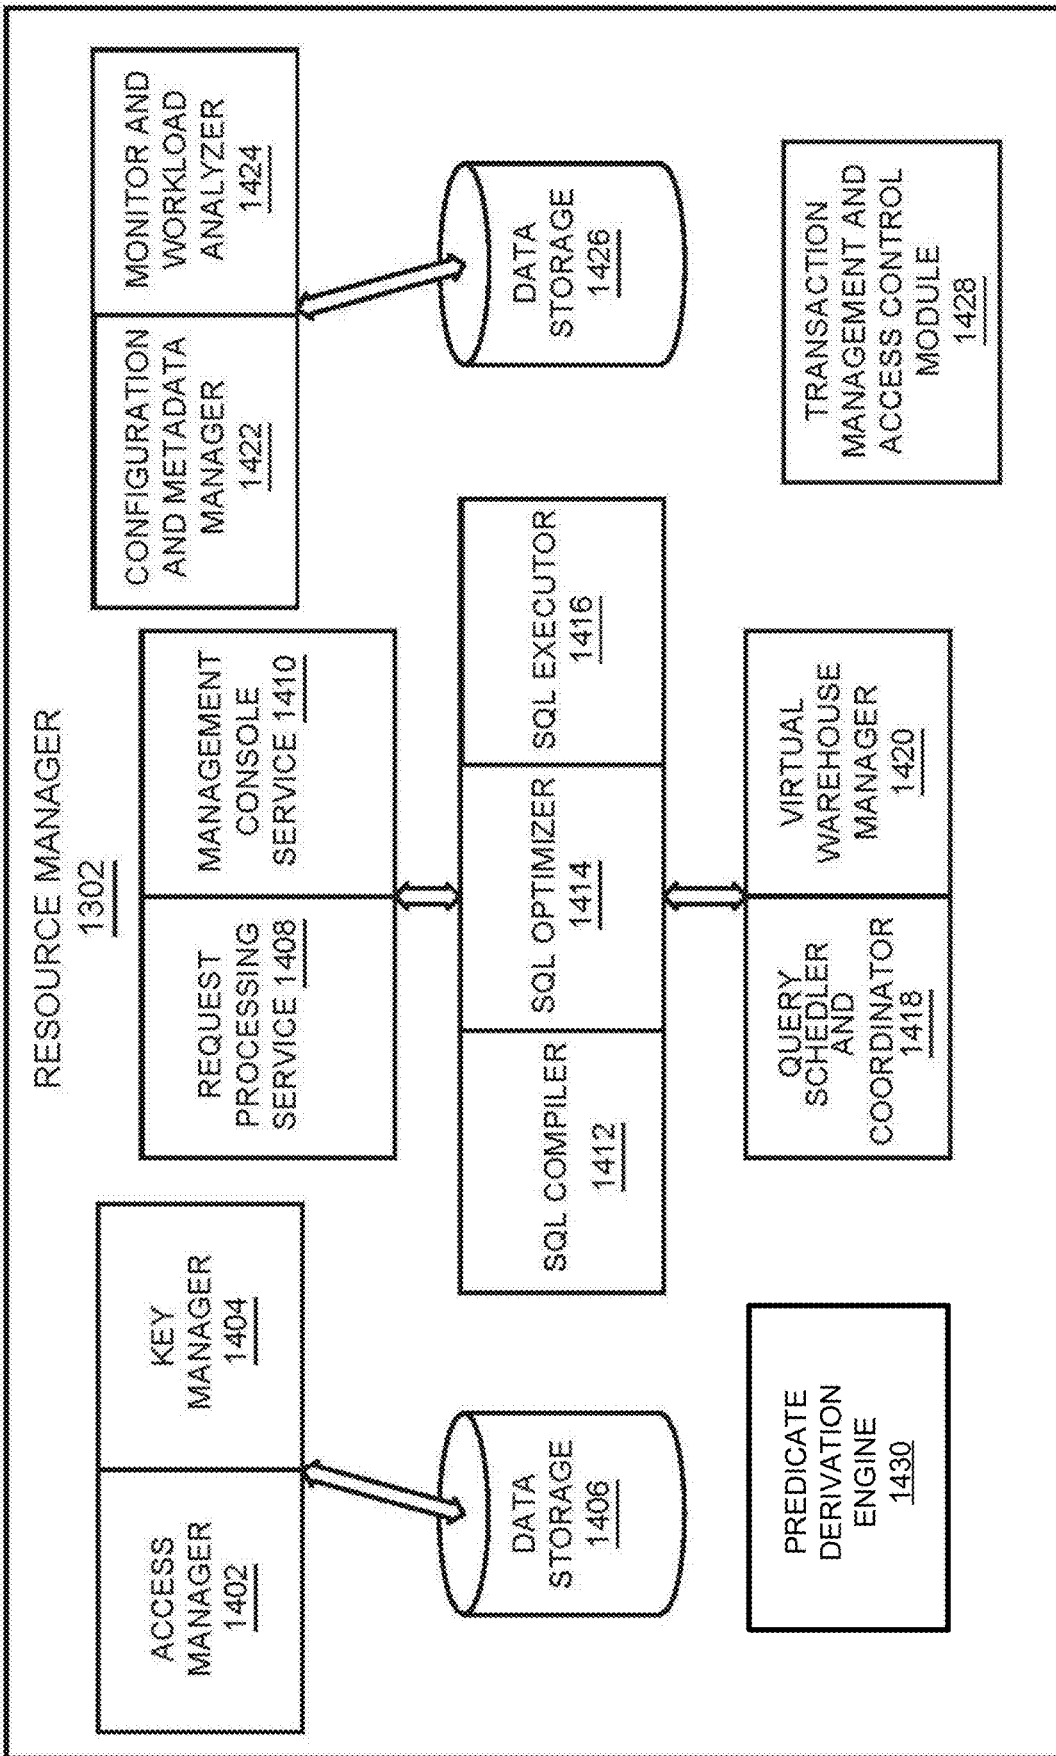 RESOURCE MANAGER
1302
ACCESS
MANAGER
1402
KEY
MANAGER
1404
REQUEST
PROCESSING
SERVICE 1408
MANAGEMENT
CONSOLE
SERVICE 1410
CONFIGURATION
AND METADATA
MANAGER
1422
MONITOR AND
WORKLOAD
ANALYZER
1424
DATA
STORAGE
1406
SQL COMPILER
1412
SQL OPTIMIZER
1414
SQL EXECUTOR
1416
DATA
STORAGE
1426
PREDICATE
DERIVATION
ENGINE
1430
QUERY
SCHEDLER
AND
COORDINATOR
1418
VIRTUAL
WAREHOUSE
MANAGER
1420
TRANSACTION
MANAGEMENT AND
ACCESS CONTROL
MODULE
1428